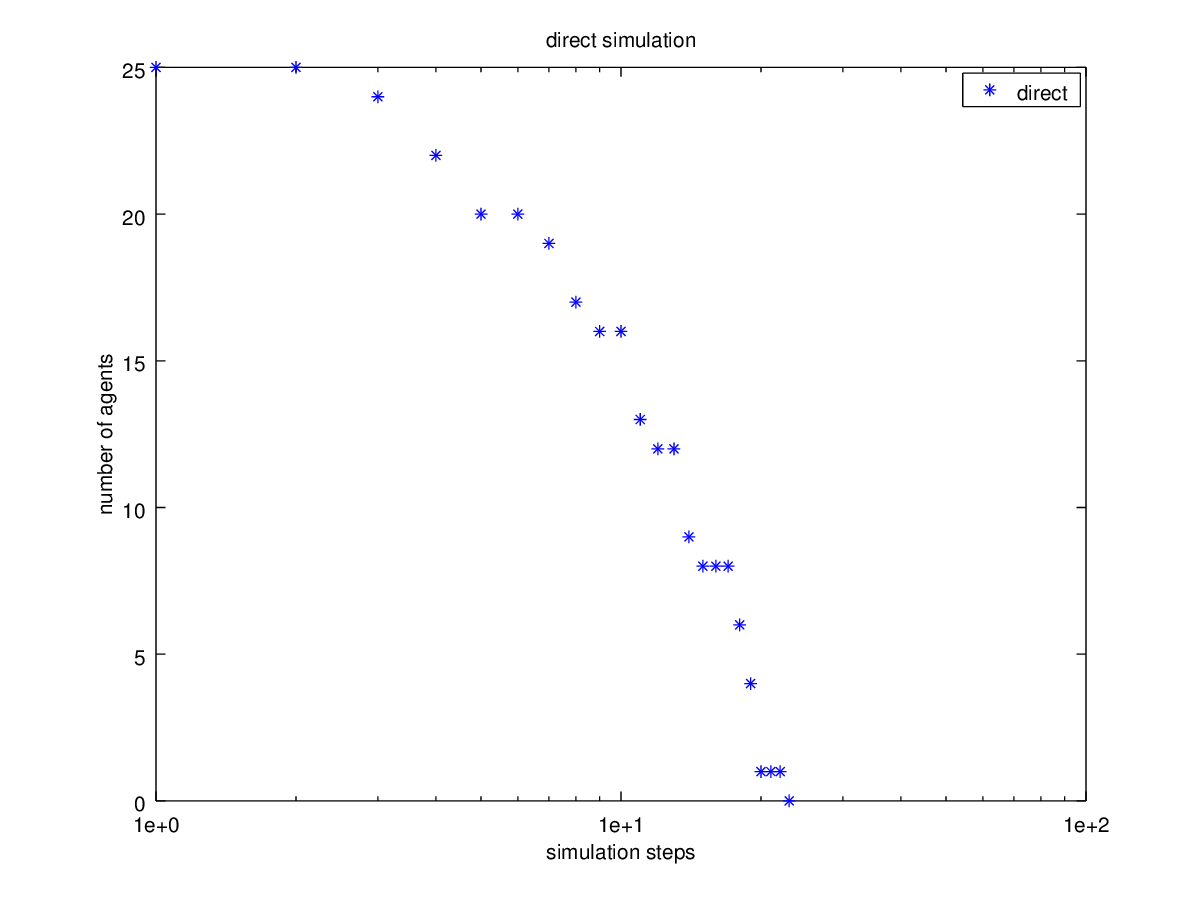 direct simulation
direct
25
20
15
10
5
0
number of agents
1e+0 1e+1 1e+2
simulation steps